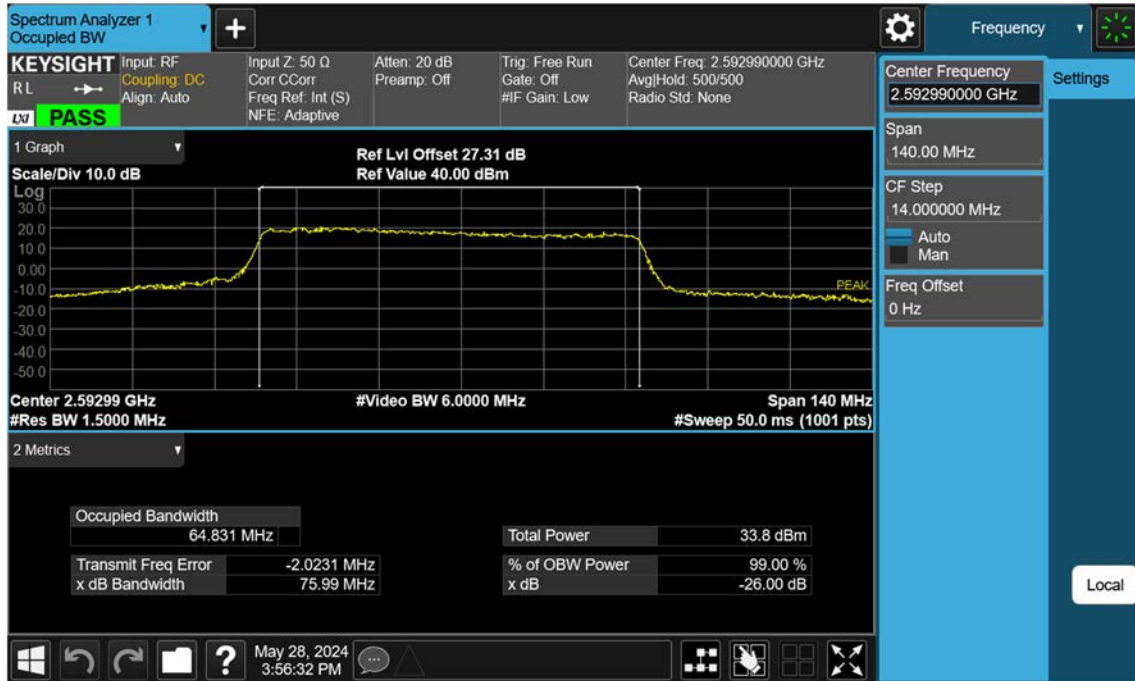 Spectrum Analyzer 1
Occupied BW
Frequency
KEYSIGHT
RL
LXI
PASS
Input: RF
Coupling: DC
Align: Auto
Input Z: 50 Ω
Corr CCorr
Freq Ref: Int (S)
NFE: Adaptive
Atten: 20 dB
Preamp: Off
Trig: Free Run
Gate: Off
#IF Gain: Low
Center Freq: 2.592990000 GHz
Avg|Hold: 500/500
Radio Std: None
1 Graph
Scale/Div 10.0 dB
Ref Lvl Offset 27.31 dB
Ref Value 40.00 dBm
Log
30.0
20.0
10.0
0.00
-10.0
-20.0
-30.0
-40.0
-50.0
PEAK
Center 2.59299 GHz
#Video BW 6.0000 MHz
Span 140 MHz
#Res BW 1.5000 MHz
#Sweep 50.0 ms (1001 pts)
2 Metrics
Occupied Bandwidth
64.831 MHz
Total Power 33.8 dBm
Transmit Freq Error -2.0231 MHz
% of OBW Power 99.00 %
x dB Bandwidth 75.99 MHz
x dB -26.00 dB
Center Frequency
2.592990000 GHz
Settings
Span
140.00 MHz
CF Step
14.000000 MHz
Auto
Man
Freq Offset
0 Hz
Local
?
May 28, 2024
3:56:32 PM